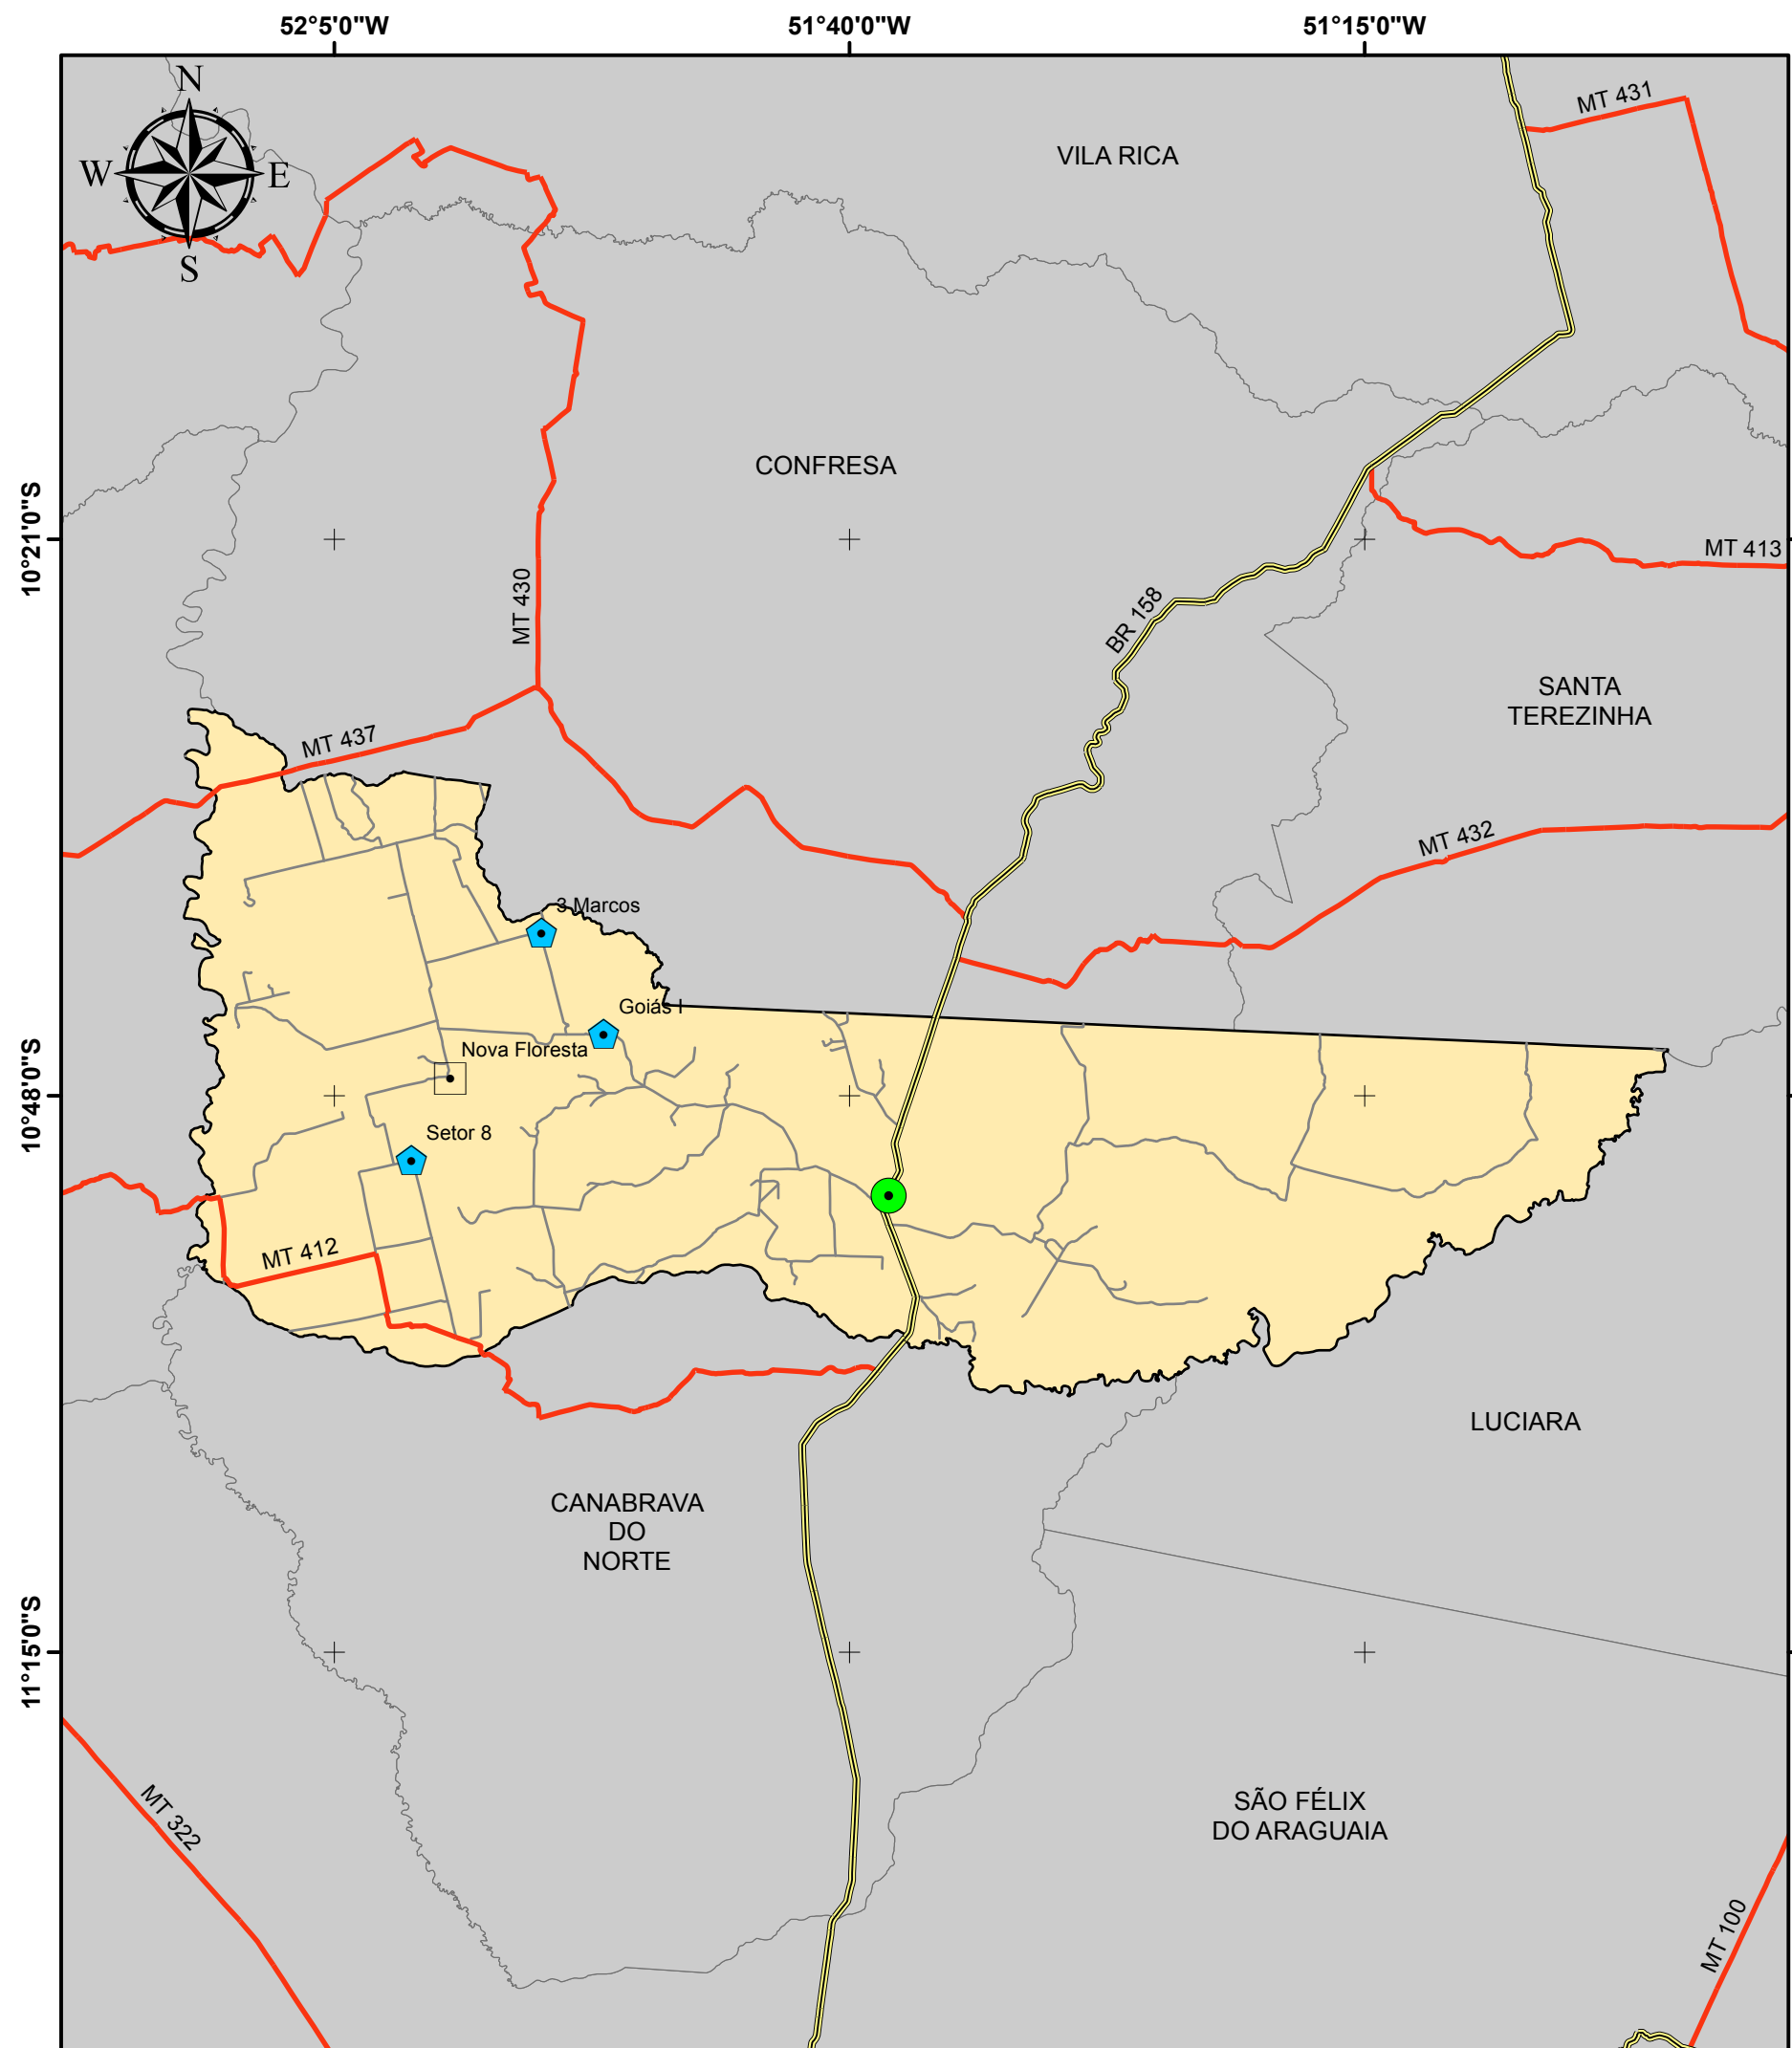 52°5'0"W
51°40'0"W
51°15'0"W
N
W
E
S
MT 431
VILA RICA
CONFRESA
10°21'0"S
MT 413
MT 430
BR 158
SANTA
TEREZINHA
MT 437
MT 432
3 Marcos
Goiás I
Nova Floresta
10°48'0"S
Setor 8
MT 412
LUCIARA
CANABRAVA
DO
NORTE
11°15'0"S
MT 322
SÃO FÉLIX
DO ARAGUAIA
MT 100